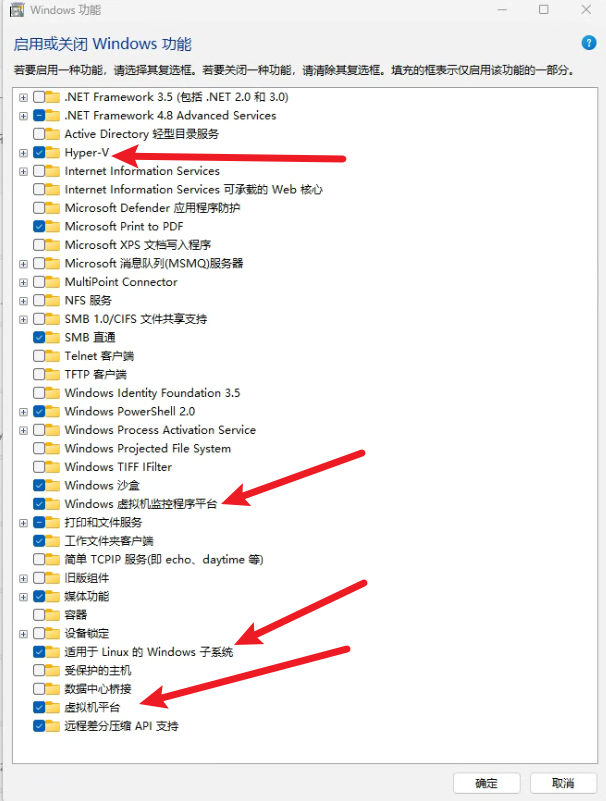 Windows 功能
启用或关闭 Windows 功能
若要启用一种功能，请选择其复选框。若要关闭一种功能，请清除其复选框。填充的框表示仅启用该功能的一部分。
.NET Framework 3.5 (包括 .NET 2.0 和 3.0)
.NET Framework 4.8 Advanced Services
Active Directory 轻型目录服务
Hyper-V
Internet Information Services
Internet Information Services 可承载的 Web 核心
Microsoft Defender 应用程序防护
Microsoft Print to PDF
Microsoft XPS 文档写入程序
Microsoft 消息队列(MSMQ)服务器
MultiPoint Connector
NFS 服务
SMB 1.0/CIFS 文件共享支持
SMB 直通
Telnet 客户端
TFTP 客户端
Windows Identity Foundation 3.5
Windows PowerShell 2.0
Windows Process Activation Service
Windows Projected File System
Windows TIFF IFilter
Windows 沙盒
Windows 虚拟机监控程序平台
打印和文件服务
工作文件夹客户端
简单 TCPIP 服务(即 echo、daytime 等)
旧版组件
媒体功能
容器
设备锁定
适用于 Linux 的 Windows 子系统
受保护的主机
数据中心桥接
虚拟机平台
远程差分压缩 API 支持
确定
取消